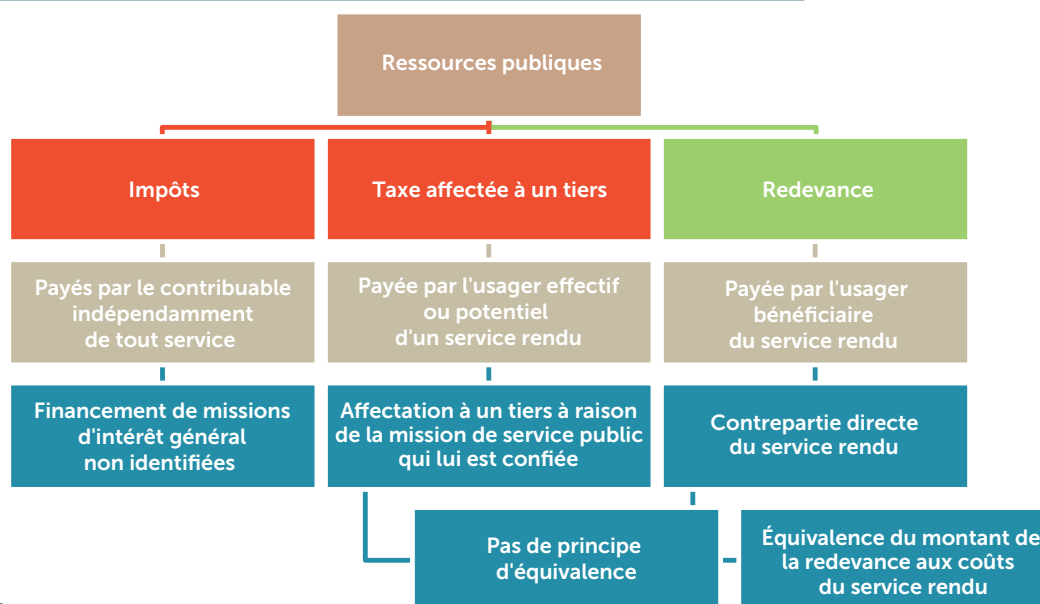 Ressources publiques
Impôts
Taxe affectée à un tiers
Redevance
Payés par le contribuable
indépendamment
de tout service
Payée par l'usager effectif
ou potentiel
d'un service rendu
Payée par l'usager
bénéficiaire
du service rendu
Financement de missions
d'intérêt général
non identifiées
Affectation à un tiers à raison
de la mission de service public
qui lui est confiée
Contrepartie directe
du service rendu
Pas de principe
d'équivalence
Équivalence du montant de
la redevance aux coûts
du service rendu